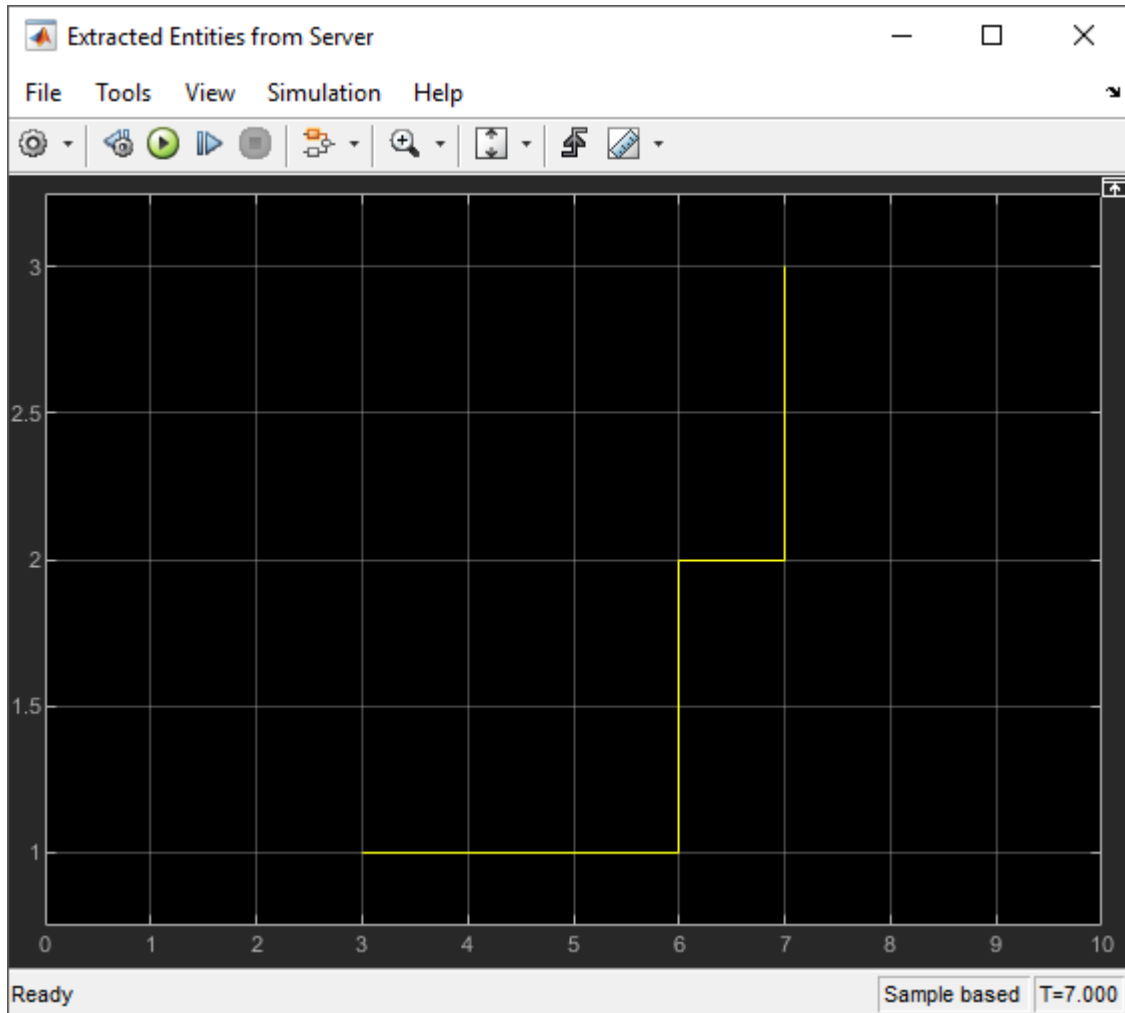 Extracted Entities from Server
File Tools View Simulation Help
3
2.5
2
1.5
1
0 1 2 3 4 5 6 7 8 9 10
Ready Sample based T=7.000